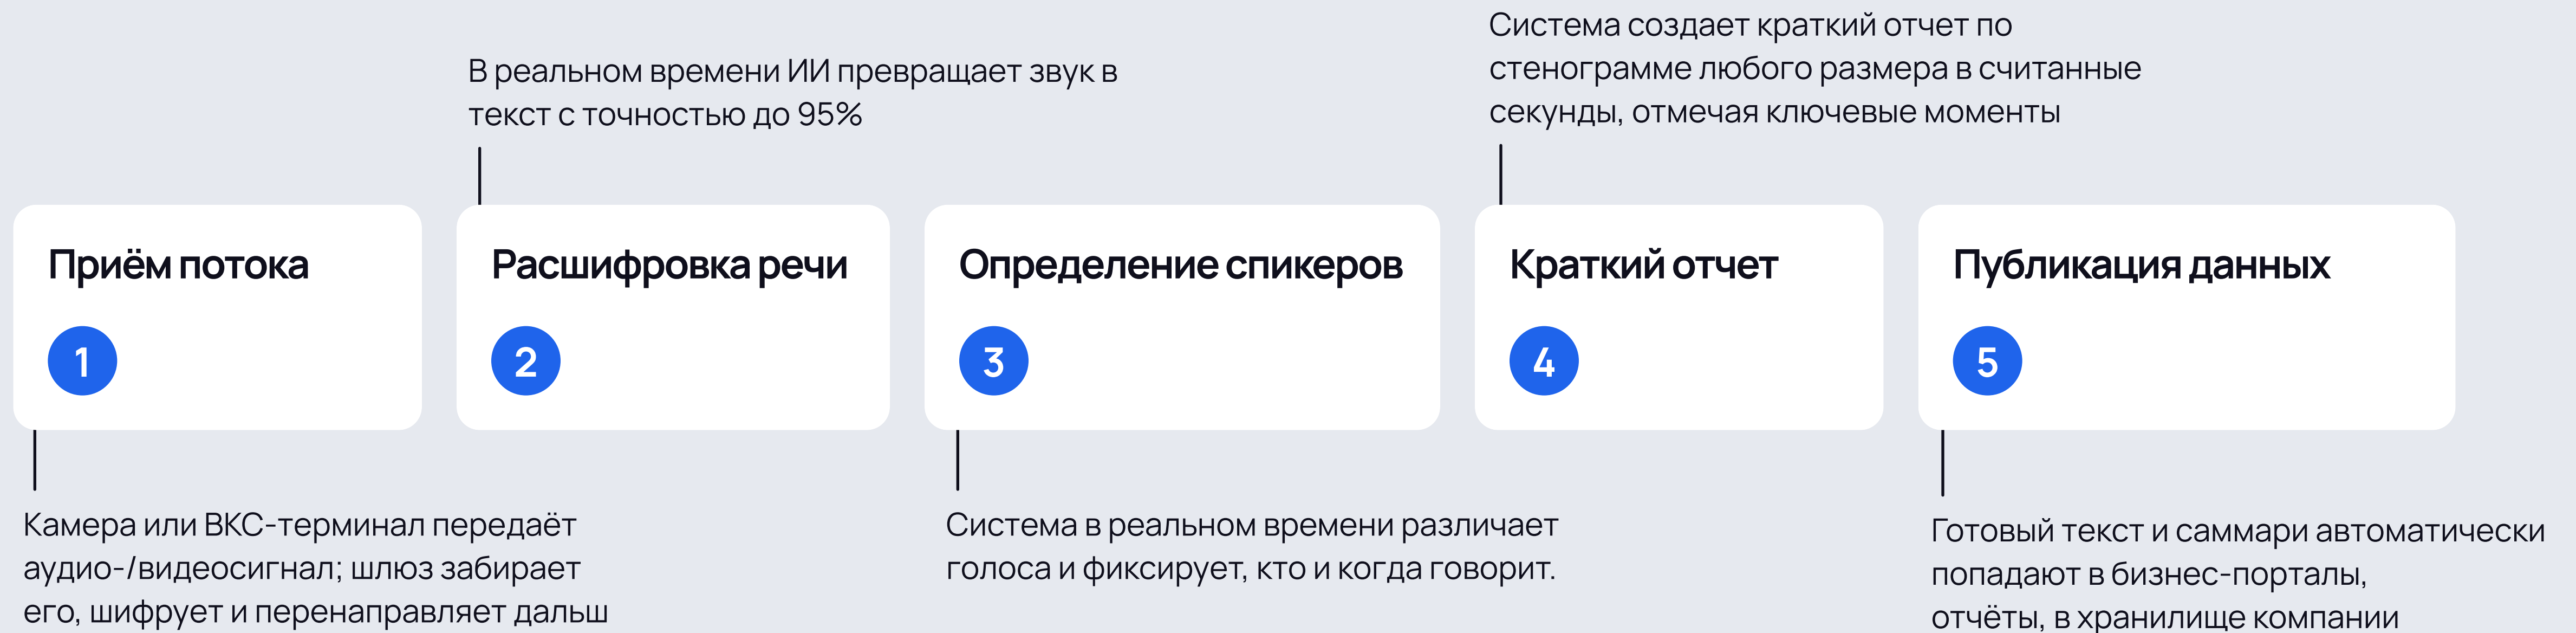 Система создает краткий отчет по
стенограмме любого размера в считанные
секунды, отмечая ключевые моменты
В реальном времени ИИ превращает звук в
текст с точностью до 95%
Приём потока
1
Расшифровка речи
2
Определение спикеров
3
Краткий отчет
4
Публикация данных
5
Камера или ВКС-терминал передаёт
аудио-/видеосигнал; шлюз забирает
его, шифрует и перенаправляет дальш
Система в реальном времени различает
голоса и фиксирует, кто и когда говорит.
Готовый текст и саммари автоматически
попадают в бизнес-порталы,
отчёты, в хранилище компании